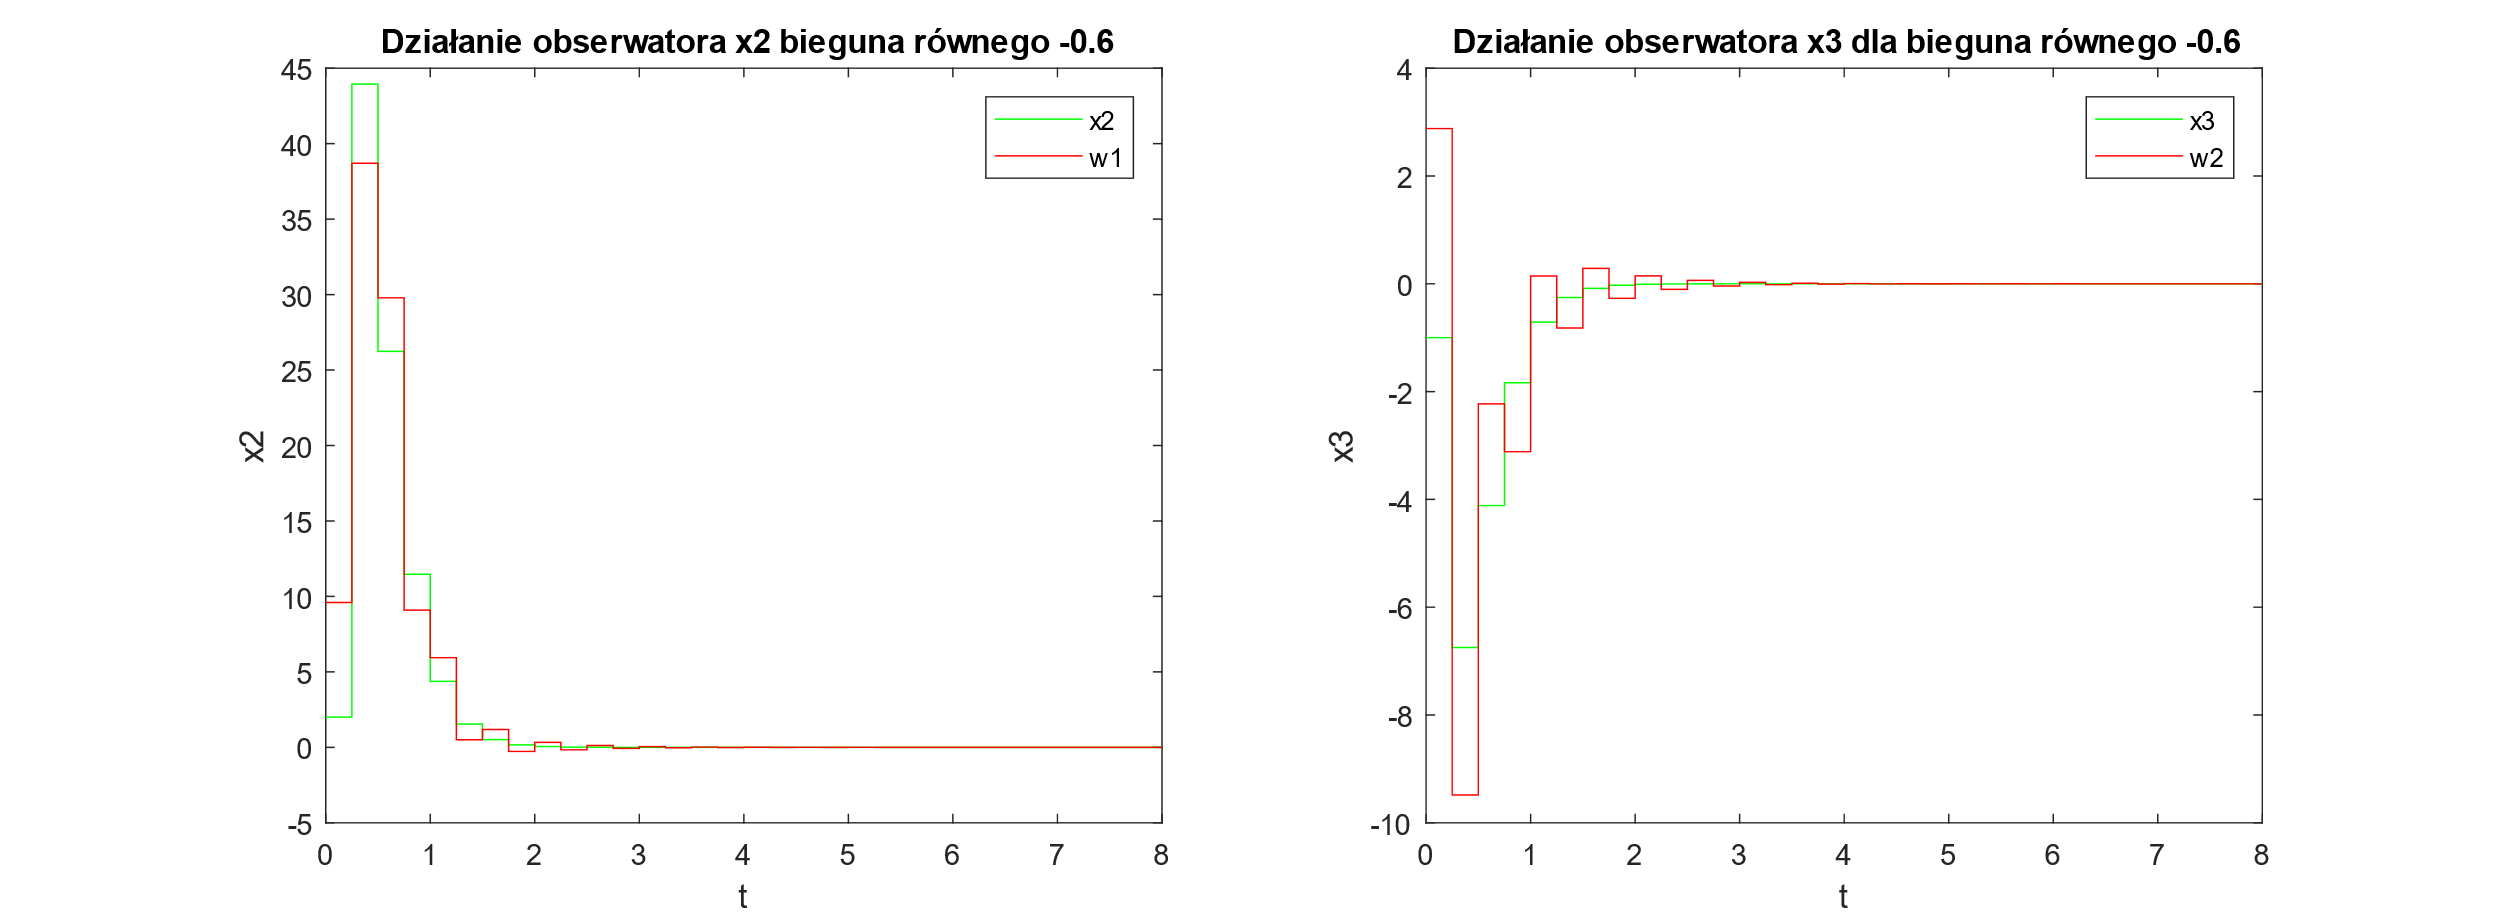 Działanie obserwatora x2 bieguna równego -0.6
45
40
35
30
25
20
15
10
5
0
-5
x2
0 1 2 3 4 5 6 7 8
t
x2
w1
Działanie obserwatora x3 dla bieguna równego -0.6
4
2
0
-2
-4
-6
-8
-10
x3
0 1 2 3 4 5 6 7 8
t
x3
w2